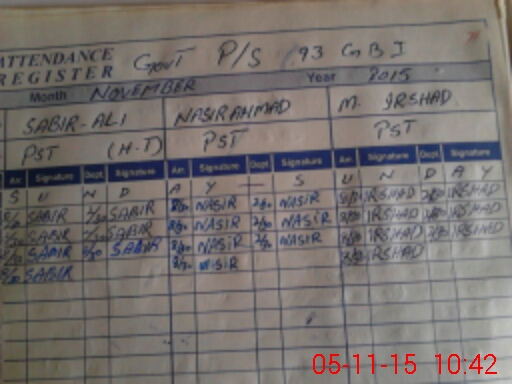 ATTENDANCE REGISTER GOVT P/S 93 GBI
Month NOVEMBER Year 2015
SABIR-ALI NASIR AHMAD M. IRSHAD
PST (H-T) PST PST
Arr. Signature Dept. Signature Arr. Signature Dept. Signature Arr. Signature Dept. Signature
S U N D A Y — S U N D A Y
SABIR SABIR NASIR NASIR IRSHAD IRSHAD
SABIR SABIR NASIR NASIR IRSHAD IRSHAD
SABIR SABIR NASIR NASIR IRSHAD IRSHAD
SABIR NASIR IRSHAD
05-11-15 10:42